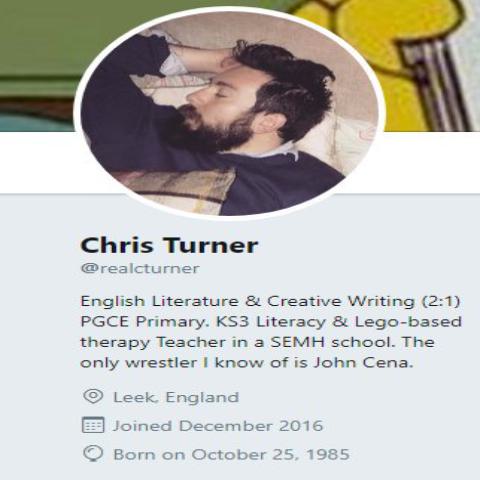 Chris Turner
@realcturner
English Literature & Creative Writing (2:1)
PGCE Primary. KS3 Literacy & Lego-based
therapy Teacher in a SEMH school. The
only wrestler I know of is John Cena.
Leek, England
Joined December 2016
Born on October 25, 1985